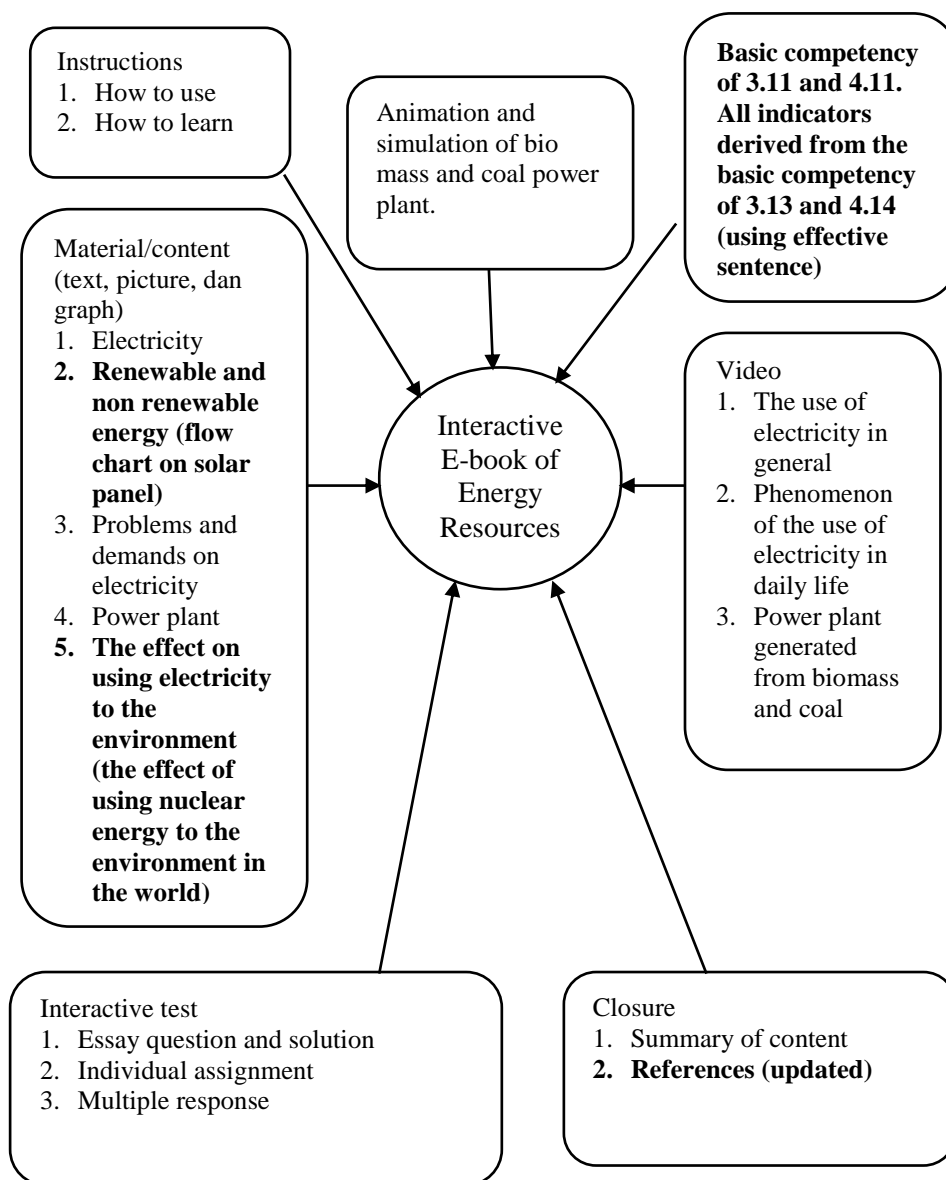 Instructions
1. How to use
2. How to learn
Animation and
simulation of bio
mass and coal power
plant.
Basic competency
of 3.11 and 4.11.
All indicators
derived from the
basic competency
of 3.13 and 4.14
(using effective
sentence)
Material/content
(text, picture, dan
graph)
1. Electricity
2. Renewable and
non renewable
energy (flow
chart on solar
panel)
3. Problems and
demands on
electricity
4. Power plant
5. The effect on
using electricity
to the
environment
(the effect of
using nuclear
energy to the
environment in
the world)
Interactive
E-book of
Energy
Resources
Video
1. The use of
electricity in
general
2. Phenomenon
of the use of
electricity in
daily life
3. Power plant
generated
from biomass
and coal
Interactive test
1. Essay question and solution
2. Individual assignment
3. Multiple response
Closure
1. Summary of content
2. References (updated)